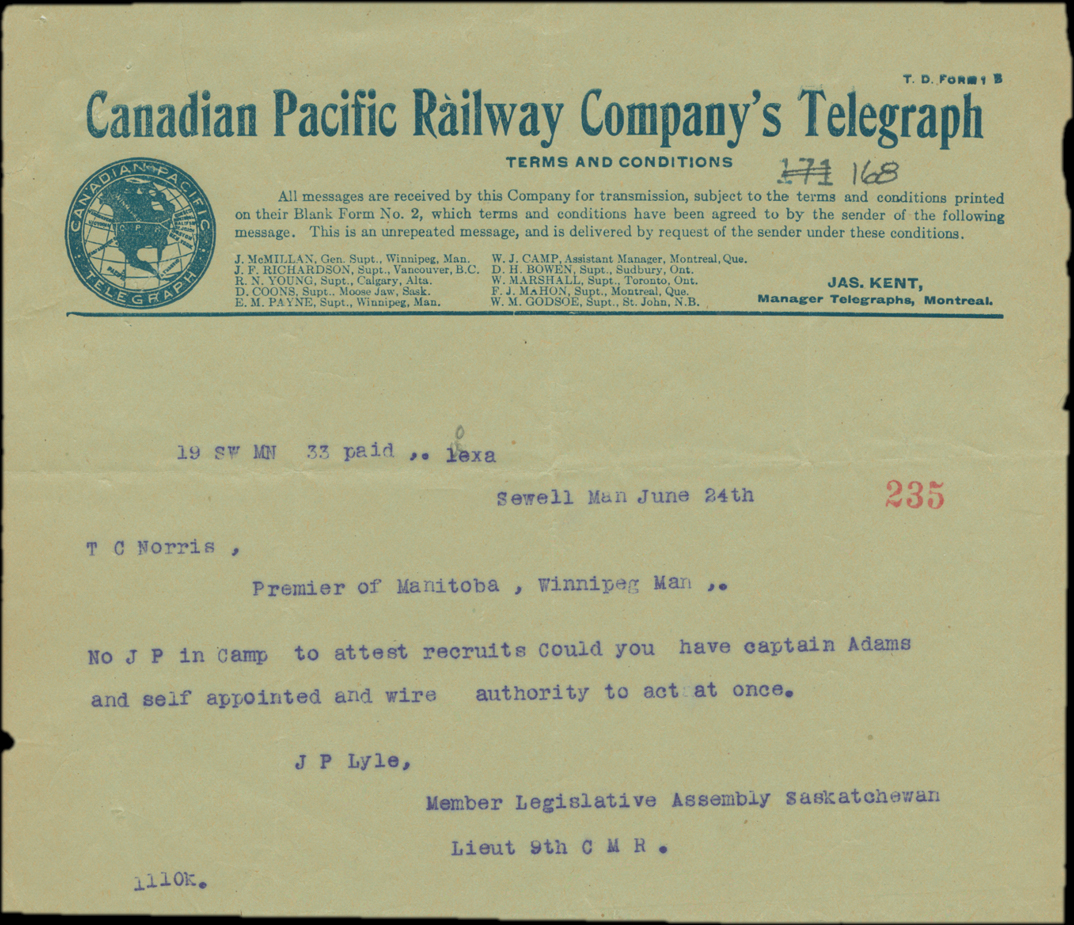 T. D. FORM 1 B
Canadian Pacific Railway Company's Telegraph
TERMS AND CONDITIONS
171 168
All messages are received by this Company for transmission, subject to the terms and conditions printed
on their Blank Form No. 2, which terms and conditions have been agreed to by the sender of the following
message. This is an unrepeated message, and is delivered by request of the sender under these conditions.
CANADIAN PACIFIC
C P R
TELEGRAPH
J. McMILLAN, Gen. Supt., Winnipeg, Man.
J. F. RICHARDSON, Supt., Vancouver, B.C.
R. N. YOUNG, Supt., Calgary, Alta.
D. COONS, Supt., Moose Jaw, Sask.
E. M. PAYNE, Supt., Winnipeg, Man.
W. J. CAMP, Assistant Manager, Montreal, Que.
D. H. BOWEN, Supt., Sudbury, Ont.
W. MARSHALL, Supt., Toronto, Ont.
F. J. MAHON, Supt., Montreal, Que.
W. M. GODSOE, Supt., St. John, N.B.
JAS. KENT,
Manager Telegraphs, Montreal.
19 SW MN 33 paid ,. 1exa
Sewell Man June 24th
235
T C Norris ,
Premier of Manitoba , Winnipeg Man ,.
No J P in Camp to attest recruits Could you have captain Adams
and self appointed and wire authority to act at once.
J P Lyle,
Member Legislative Assembly Saskatchewan
Lieut 9th C M R .
1110K.